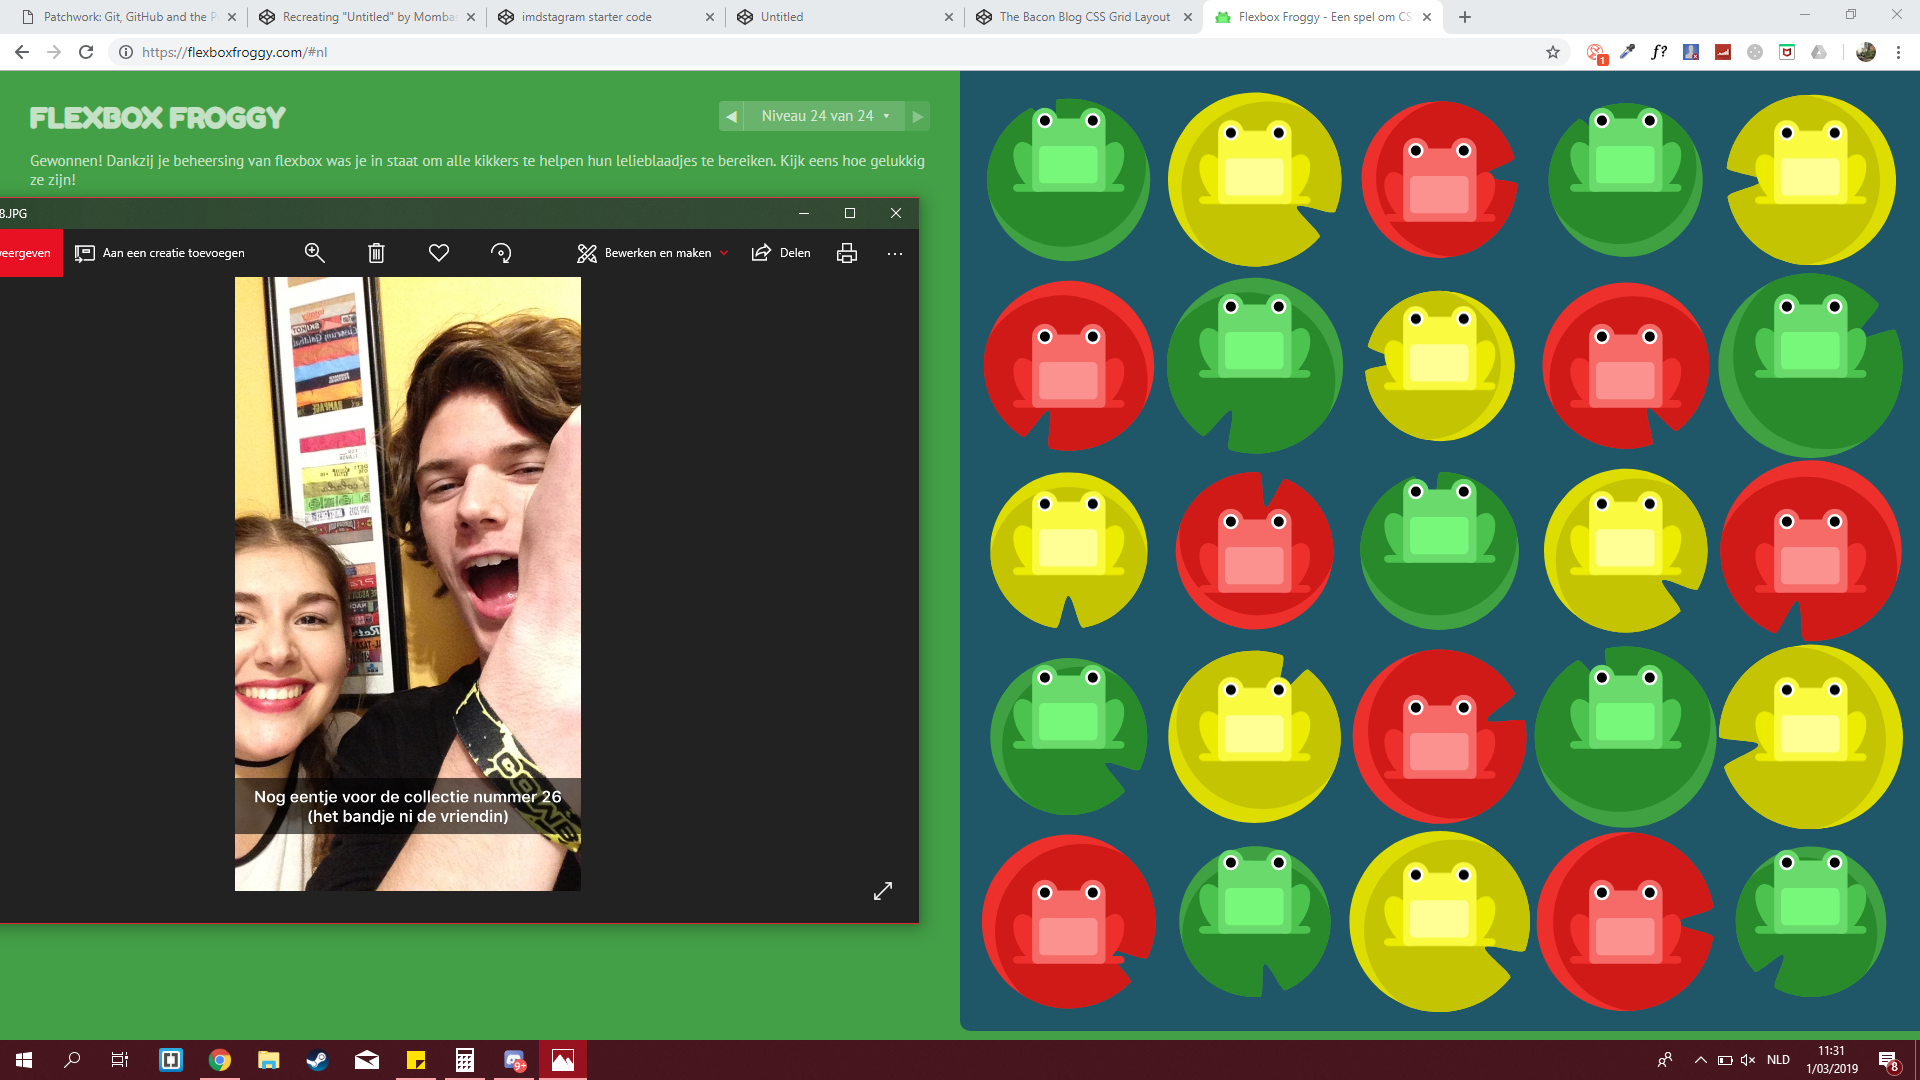 Patchwork: Git, GitHub and the P
Recreating "Untitled" by Momba
imdstagram starter code
Untitled
The Bacon Blog CSS Grid Layout
Flexbox Froggy - Een spel om CS
https://flexboxfroggy.com/#nl
f?
1
FLEXBOX FROGGY
Niveau 24 van 24
Gewonnen! Dankzij je beheersing van flexbox was je in staat om alle kikkers te helpen hun lelieblaadjes te bereiken. Kijk eens hoe gelukkig
ze zijn!
8.JPG
veergeven
Aan een creatie toevoegen
Bewerken en maken
Delen
RAMPAGE
Nog eentje voor de collectie nummer 26
(het bandje ni de vriendin)
9+
NLD
11:31
1/03/2019
8